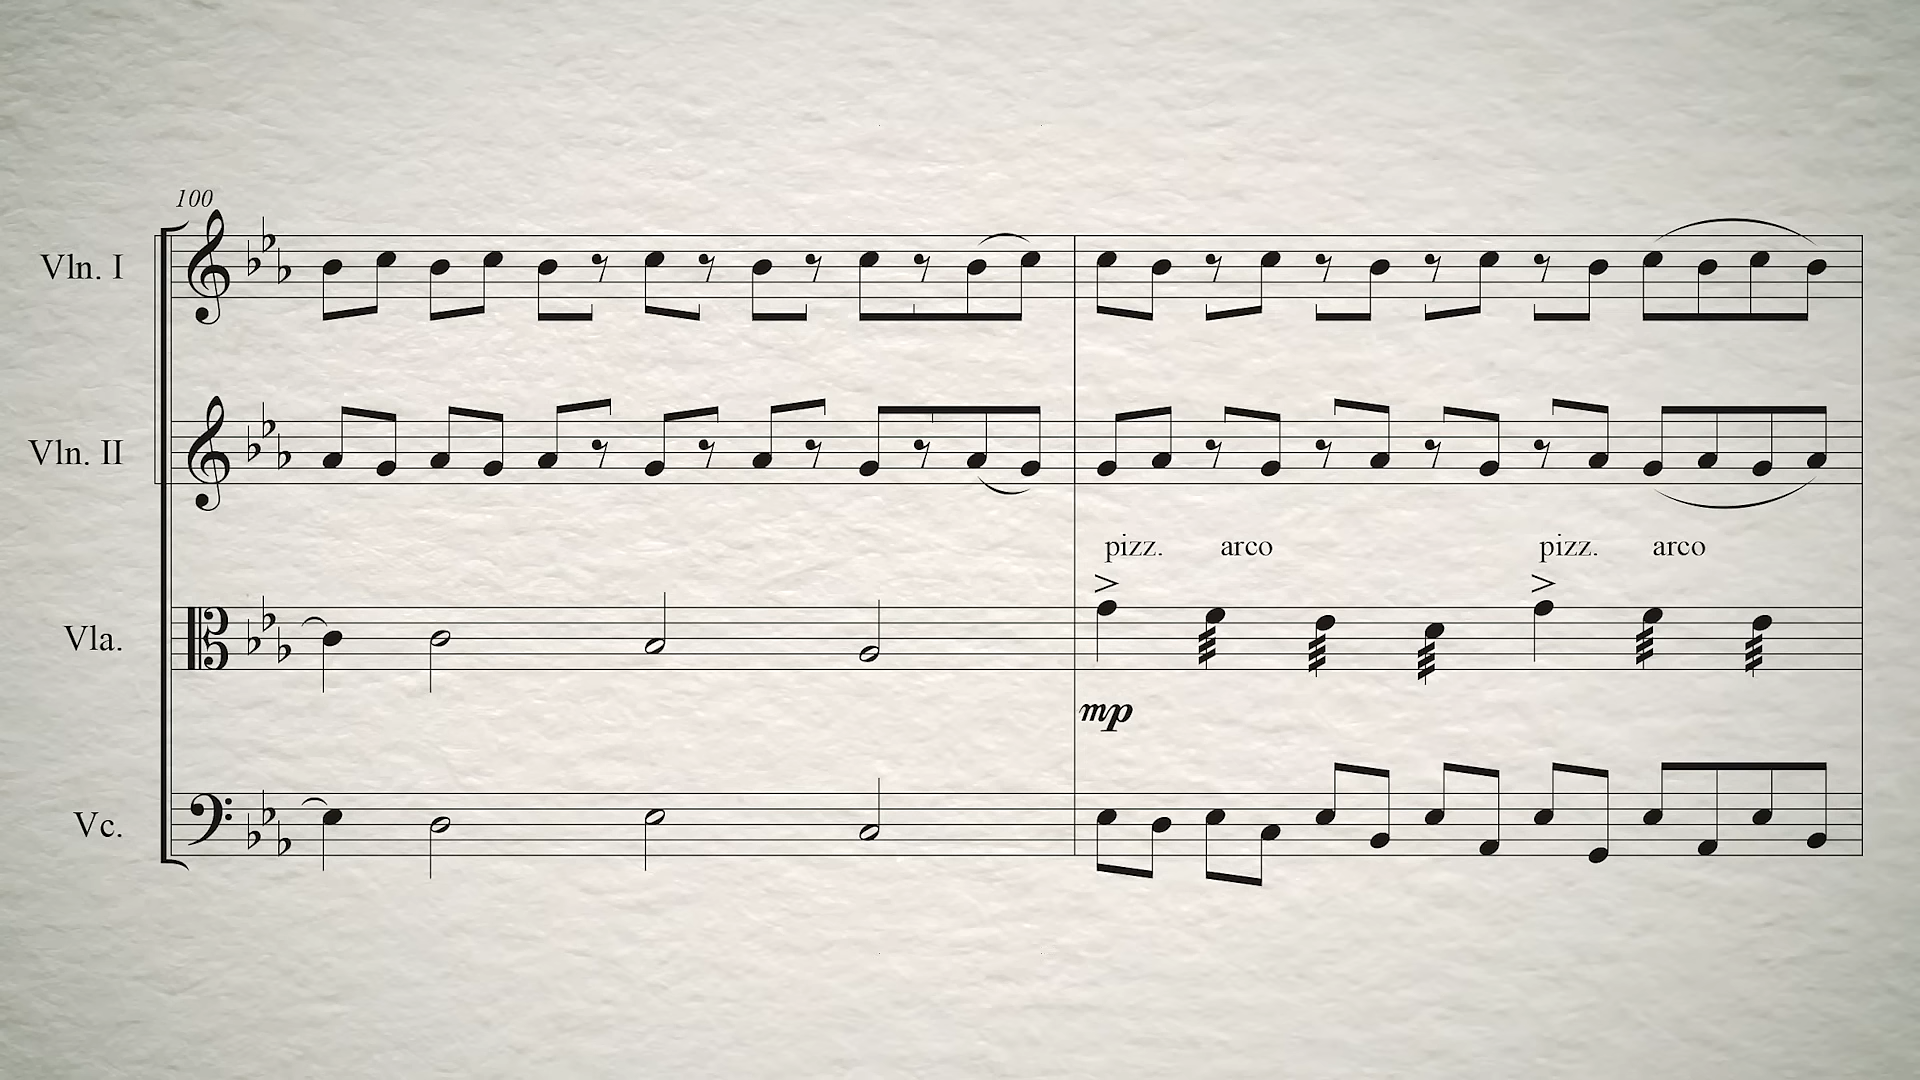 100
Vln. I
Vln. II
pizz. arco pizz. arco
Vla.
mp
Vc.